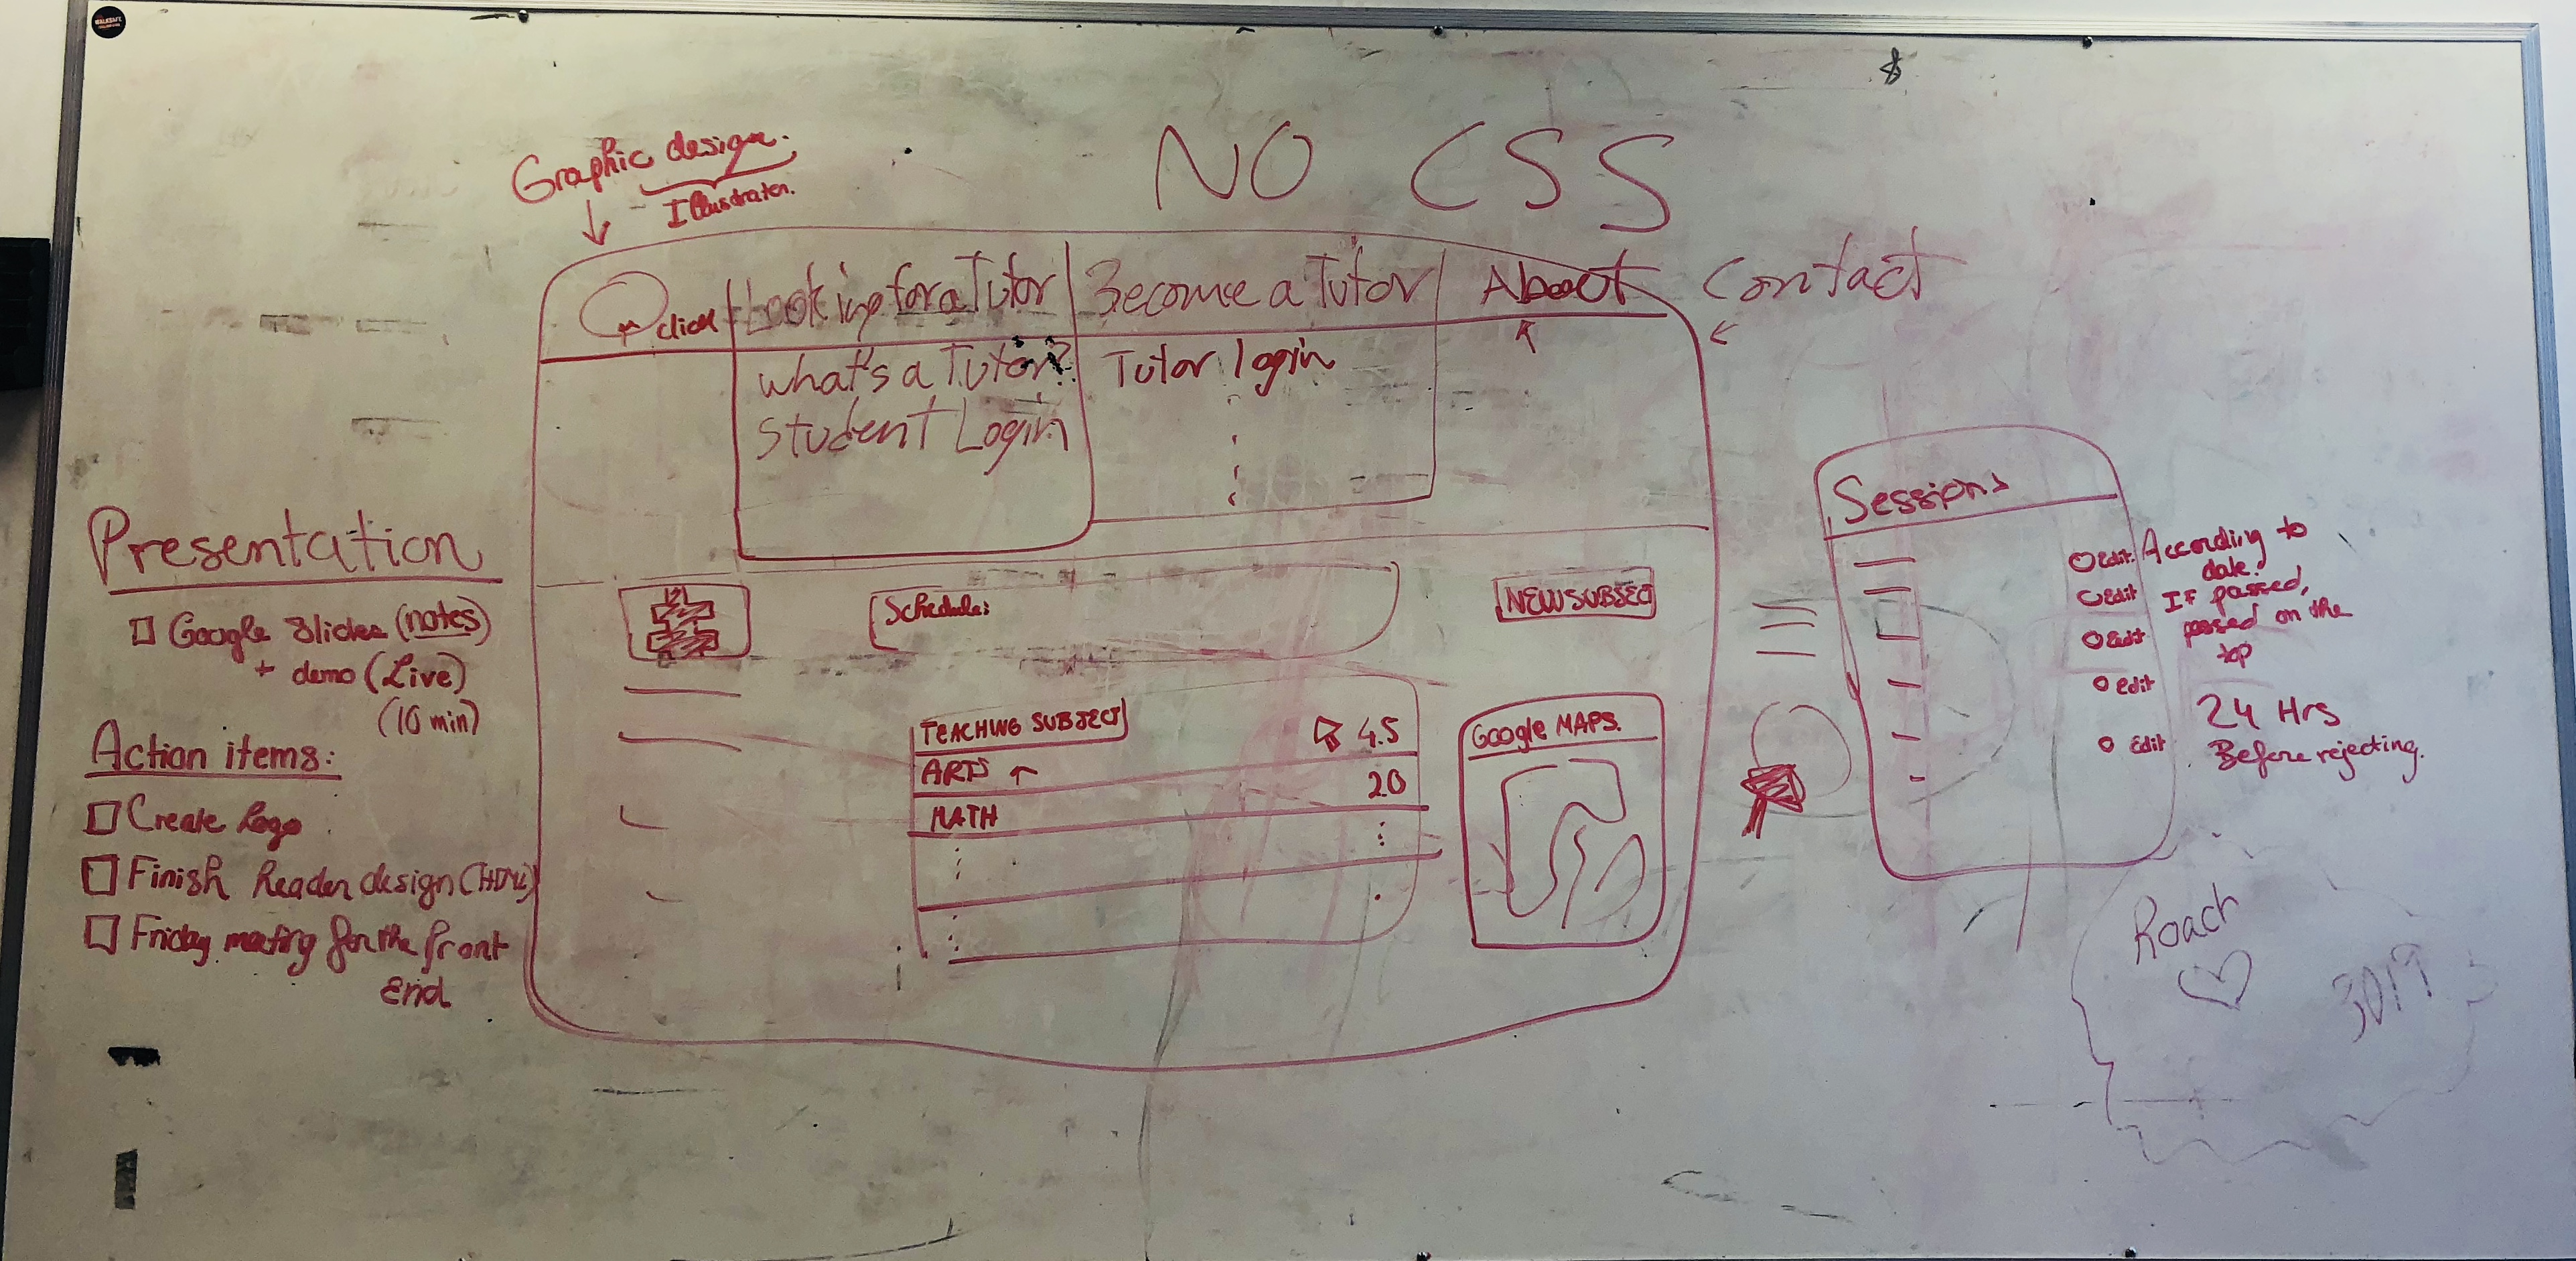 $
NO CSS
Graphic design.
Illustrator.
click
Looking for a Tutor
Become a Tutor
About
Contact
What's a Tutor?
Student Login
Tutor login
Presentation
Google Slides (notes)
+ demo (Live)
(10 min)
Action items:
Create logo
Finish header design (HTML)
Friday meeting for the front
End
Schedule:
NEW SUBJECT
TEACHING SUBJECT
4.5
ARTS ↑
20
MATH
Google MAPS.
Sessions
Edit
Edit
Edit
Edit
Edit
According to
date.
If passed,
passed on the
top
24 Hrs
Before rejecting.
Roach
3019